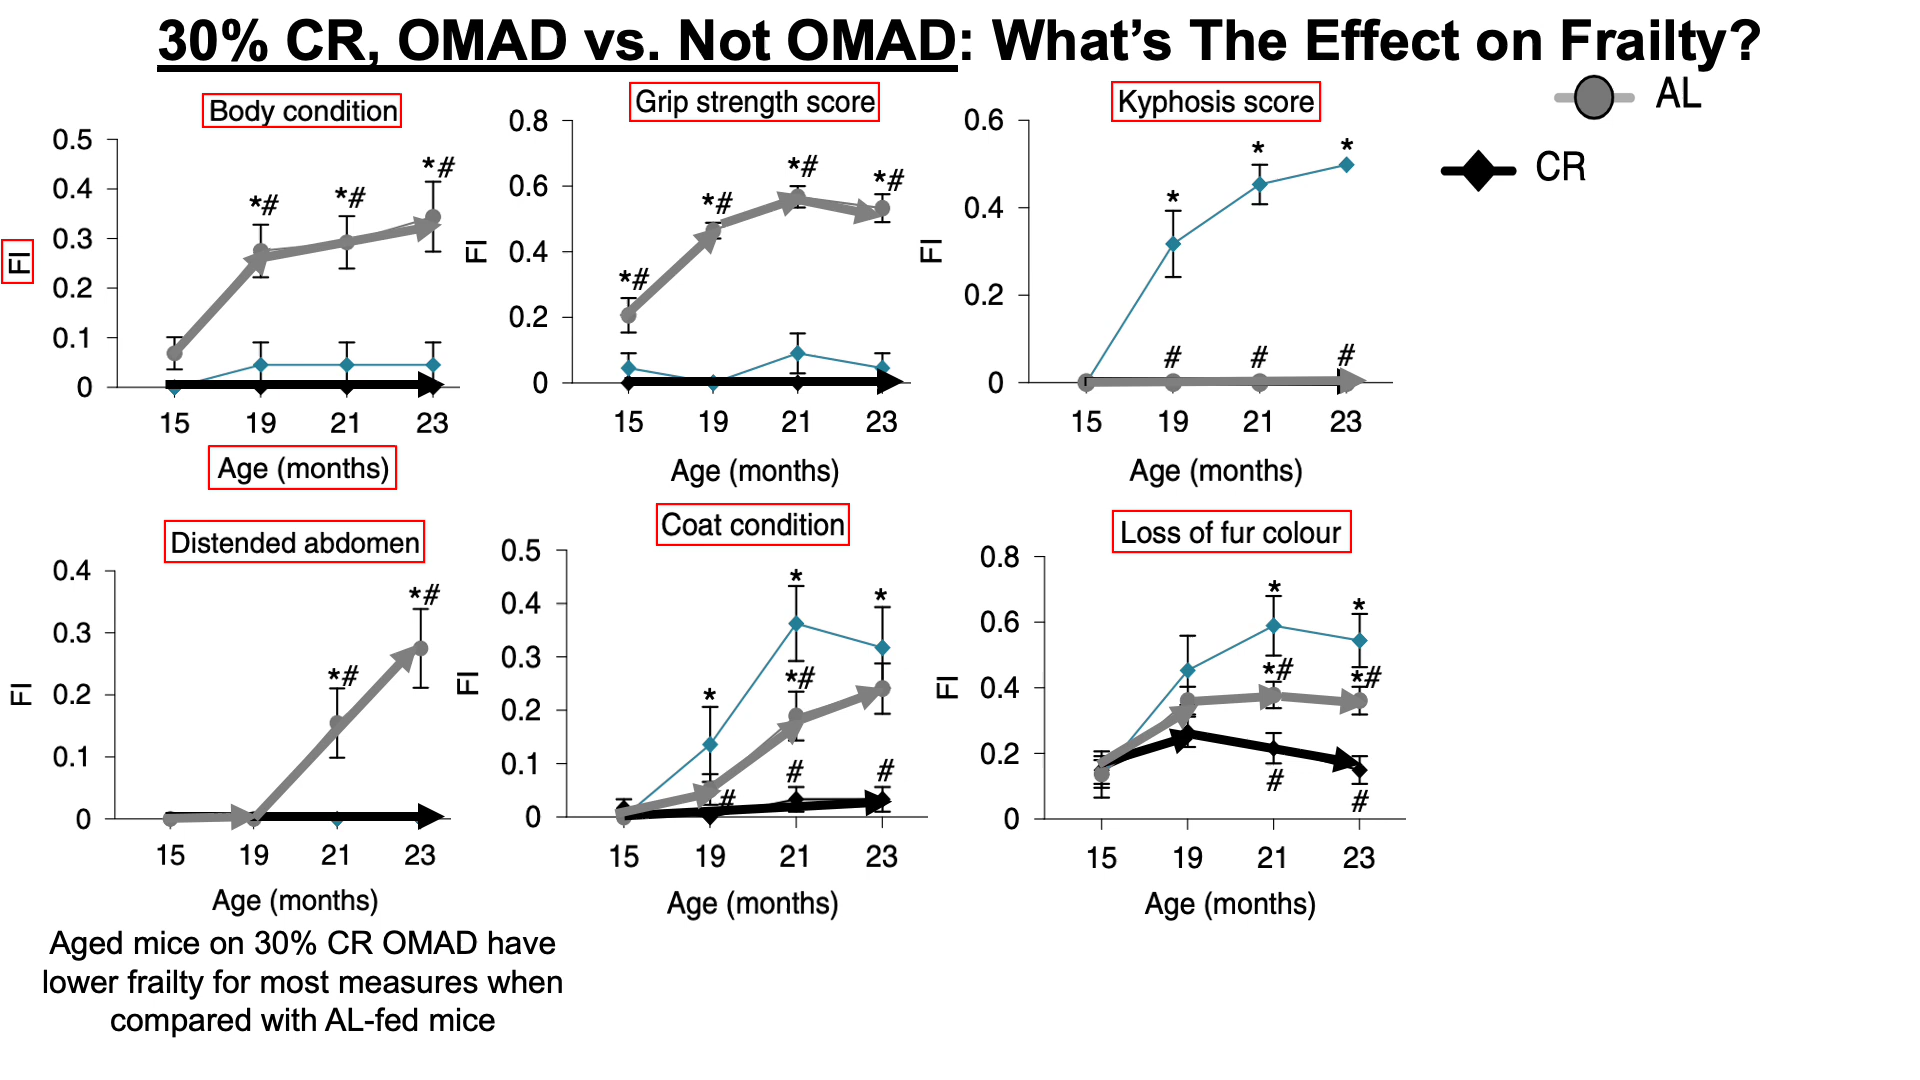 30% CR, OMAD vs. Not OMAD: What’s The Effect on Frailty?
AL
CR
Body condition
FI
0.5
0.4
*#
*#
*#
0.3
0.2
0.1
0
15 19 21 23
Age (months)
Grip strength score
FI
0.8
*#
*#
0.6
*#
0.4
*#
0.2
0
15 19 21 23
Age (months)
Kyphosis score
FI
0.6
*
*
0.4
*
0.2
# # #
0
15 19 21 23
Age (months)
Distended abdomen
FI
0.4
*#
0.3
*#
0.2
0.1
0
15 19 21 23
Age (months)
Coat condition
FI
0.5
*
*
0.4
0.3
*#
*
0.2
0.1
# #
#
0
15 19 21 23
Age (months)
Loss of fur colour
FI
0.8
*
*
0.6
*#
*#
0.4
0.2
#
#
0
15 19 21 23
Age (months)
Aged mice on 30% CR OMAD have
lower frailty for most measures when
compared with AL-fed mice